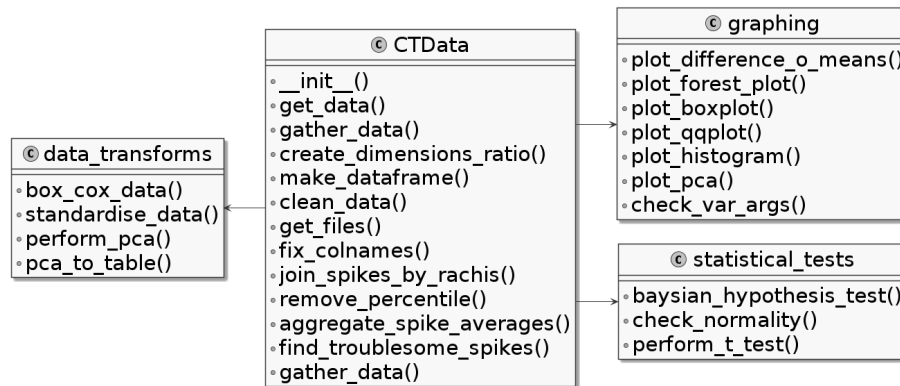 C data_transforms
box_cox_data()
standardise_data()
perform_pca()
pca_to_table()
C CTData
__init__()
get_data()
gather_data()
create_dimensions_ratio()
make_dataframe()
clean_data()
get_files()
fix_colnames()
join_spikes_by_rachis()
remove_percentile()
aggregate_spike_averages()
find_troublesome_spikes()
gather_data()
C graphing
plot_difference_o_means()
plot_forest_plot()
plot_boxplot()
plot_qqplot()
plot_histogram()
plot_pca()
check_var_args()
C statistical_tests
baysian_hypothesis_test()
check_normality()
perform_t_test()